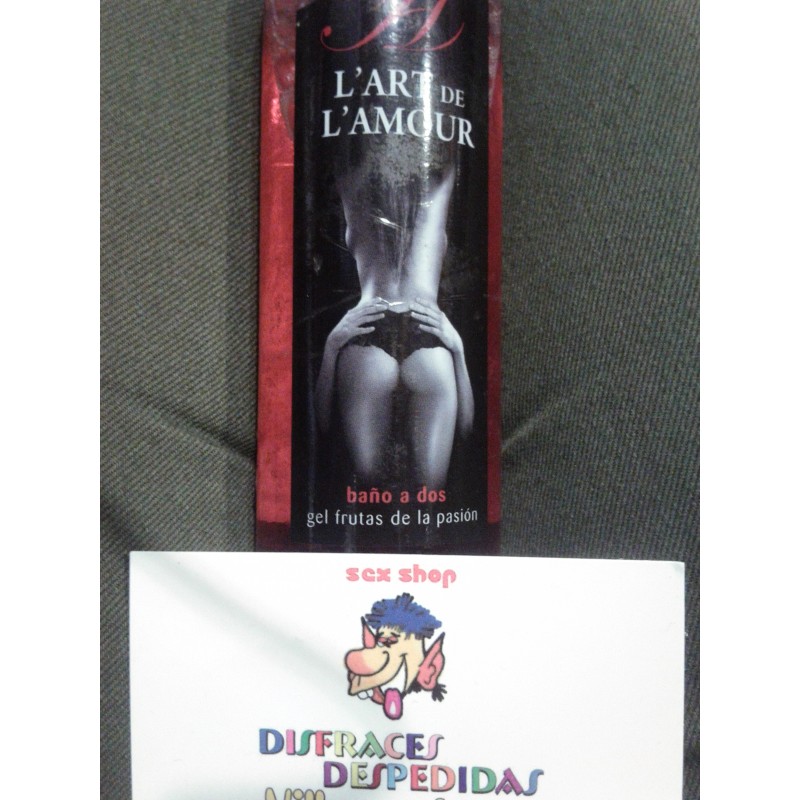 L'ART DE
L'AMOUR
baño a dos
gel frutas de la pasión
sex shop
DISFRACES
DESPEDIDAS